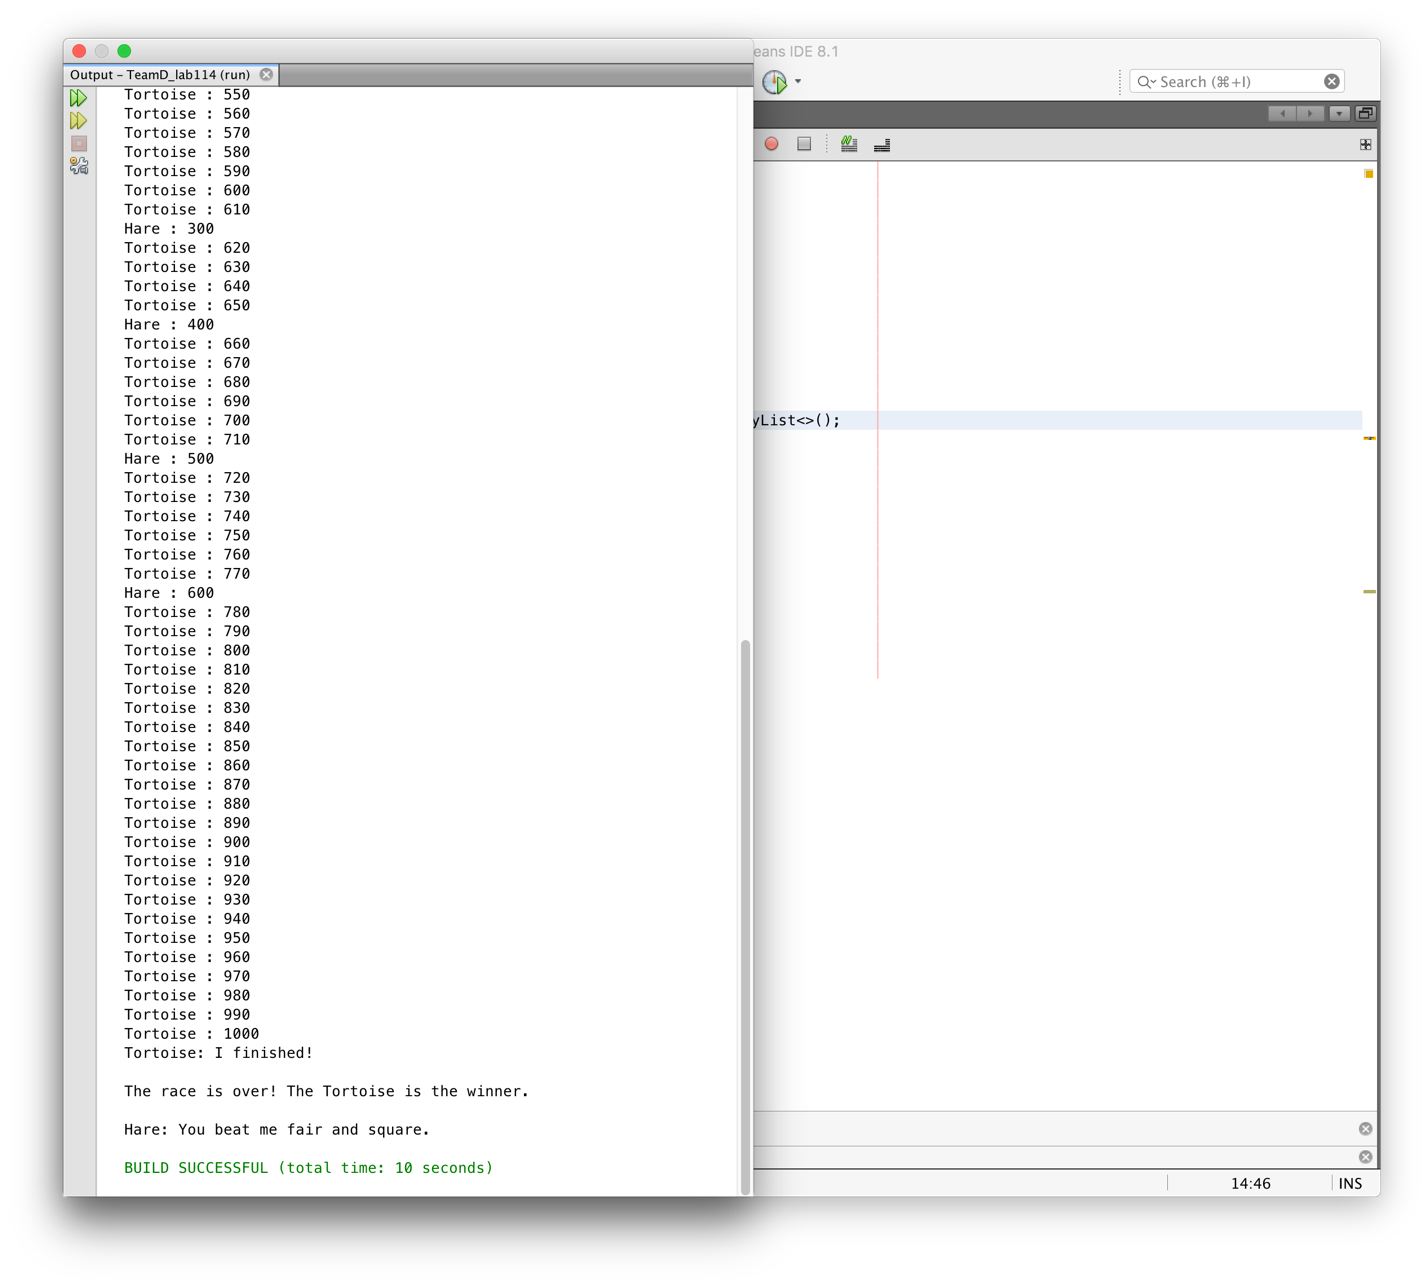 eans IDE 8.1
Output – TeamD_lab114 (run)
Search (⌘+I)
Tortoise : 550
Tortoise : 560
Tortoise : 570
Tortoise : 580
Tortoise : 590
Tortoise : 600
Tortoise : 610
Hare : 300
Tortoise : 620
Tortoise : 630
Tortoise : 640
Tortoise : 650
Hare : 400
Tortoise : 660
Tortoise : 670
Tortoise : 680
Tortoise : 690
Tortoise : 700
Tortoise : 710
Hare : 500
Tortoise : 720
Tortoise : 730
Tortoise : 740
Tortoise : 750
Tortoise : 760
Tortoise : 770
Hare : 600
Tortoise : 780
Tortoise : 790
Tortoise : 800
Tortoise : 810
Tortoise : 820
Tortoise : 830
Tortoise : 840
Tortoise : 850
Tortoise : 860
Tortoise : 870
Tortoise : 880
Tortoise : 890
Tortoise : 900
Tortoise : 910
Tortoise : 920
Tortoise : 930
Tortoise : 940
Tortoise : 950
Tortoise : 960
Tortoise : 970
Tortoise : 980
Tortoise : 990
Tortoise : 1000
Tortoise: I finished!
The race is over! The Tortoise is the winner.
Hare: You beat me fair and square.
BUILD SUCCESSFUL (total time: 10 seconds)
yList<>();
14:46
INS